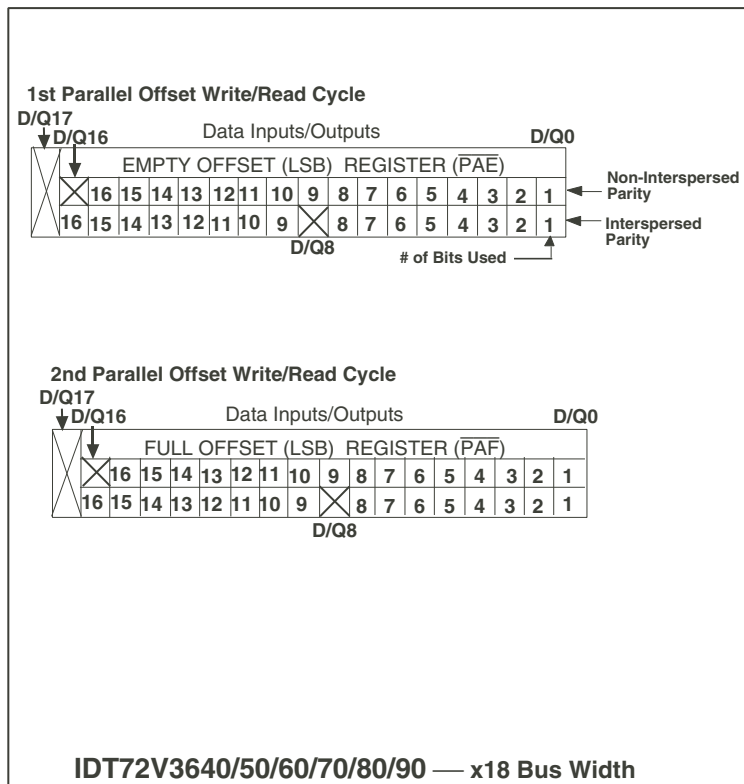 1st Parallel Offset Write/Read Cycle
D/Q17
D/Q16 Data Inputs/Outputs D/Q0
EMPTY OFFSET (LSB) REGISTER (PAE)
16 15 14 13 12 11 10 9 8 7 6 5 4 3 2 1 Non-Interspersed Parity
16 15 14 13 12 11 10 9 8 7 6 5 4 3 2 1 Interspersed Parity
D/Q8
# of Bits Used
2nd Parallel Offset Write/Read Cycle
D/Q17
D/Q16 Data Inputs/Outputs D/Q0
FULL OFFSET (LSB) REGISTER (PAF)
16 15 14 13 12 11 10 9 8 7 6 5 4 3 2 1
16 15 14 13 12 11 10 9 8 7 6 5 4 3 2 1
D/Q8
IDT72V3640/50/60/70/80/90 — x18 Bus Width